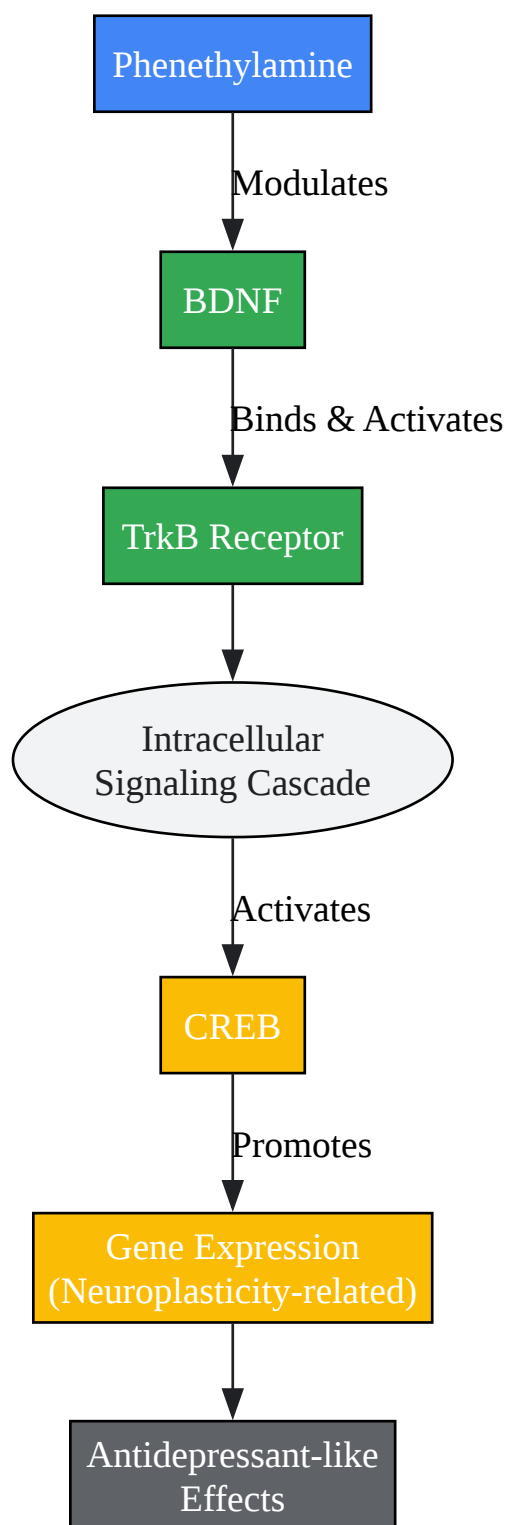 Phenethylamine
Modulates
BDNF
Binds & Activates
TrkB Receptor
Intracellular
Signaling Cascade
Activates
CREB
Promotes
Gene Expression
(Neuroplasticity-related)
Antidepressant-like
Effects